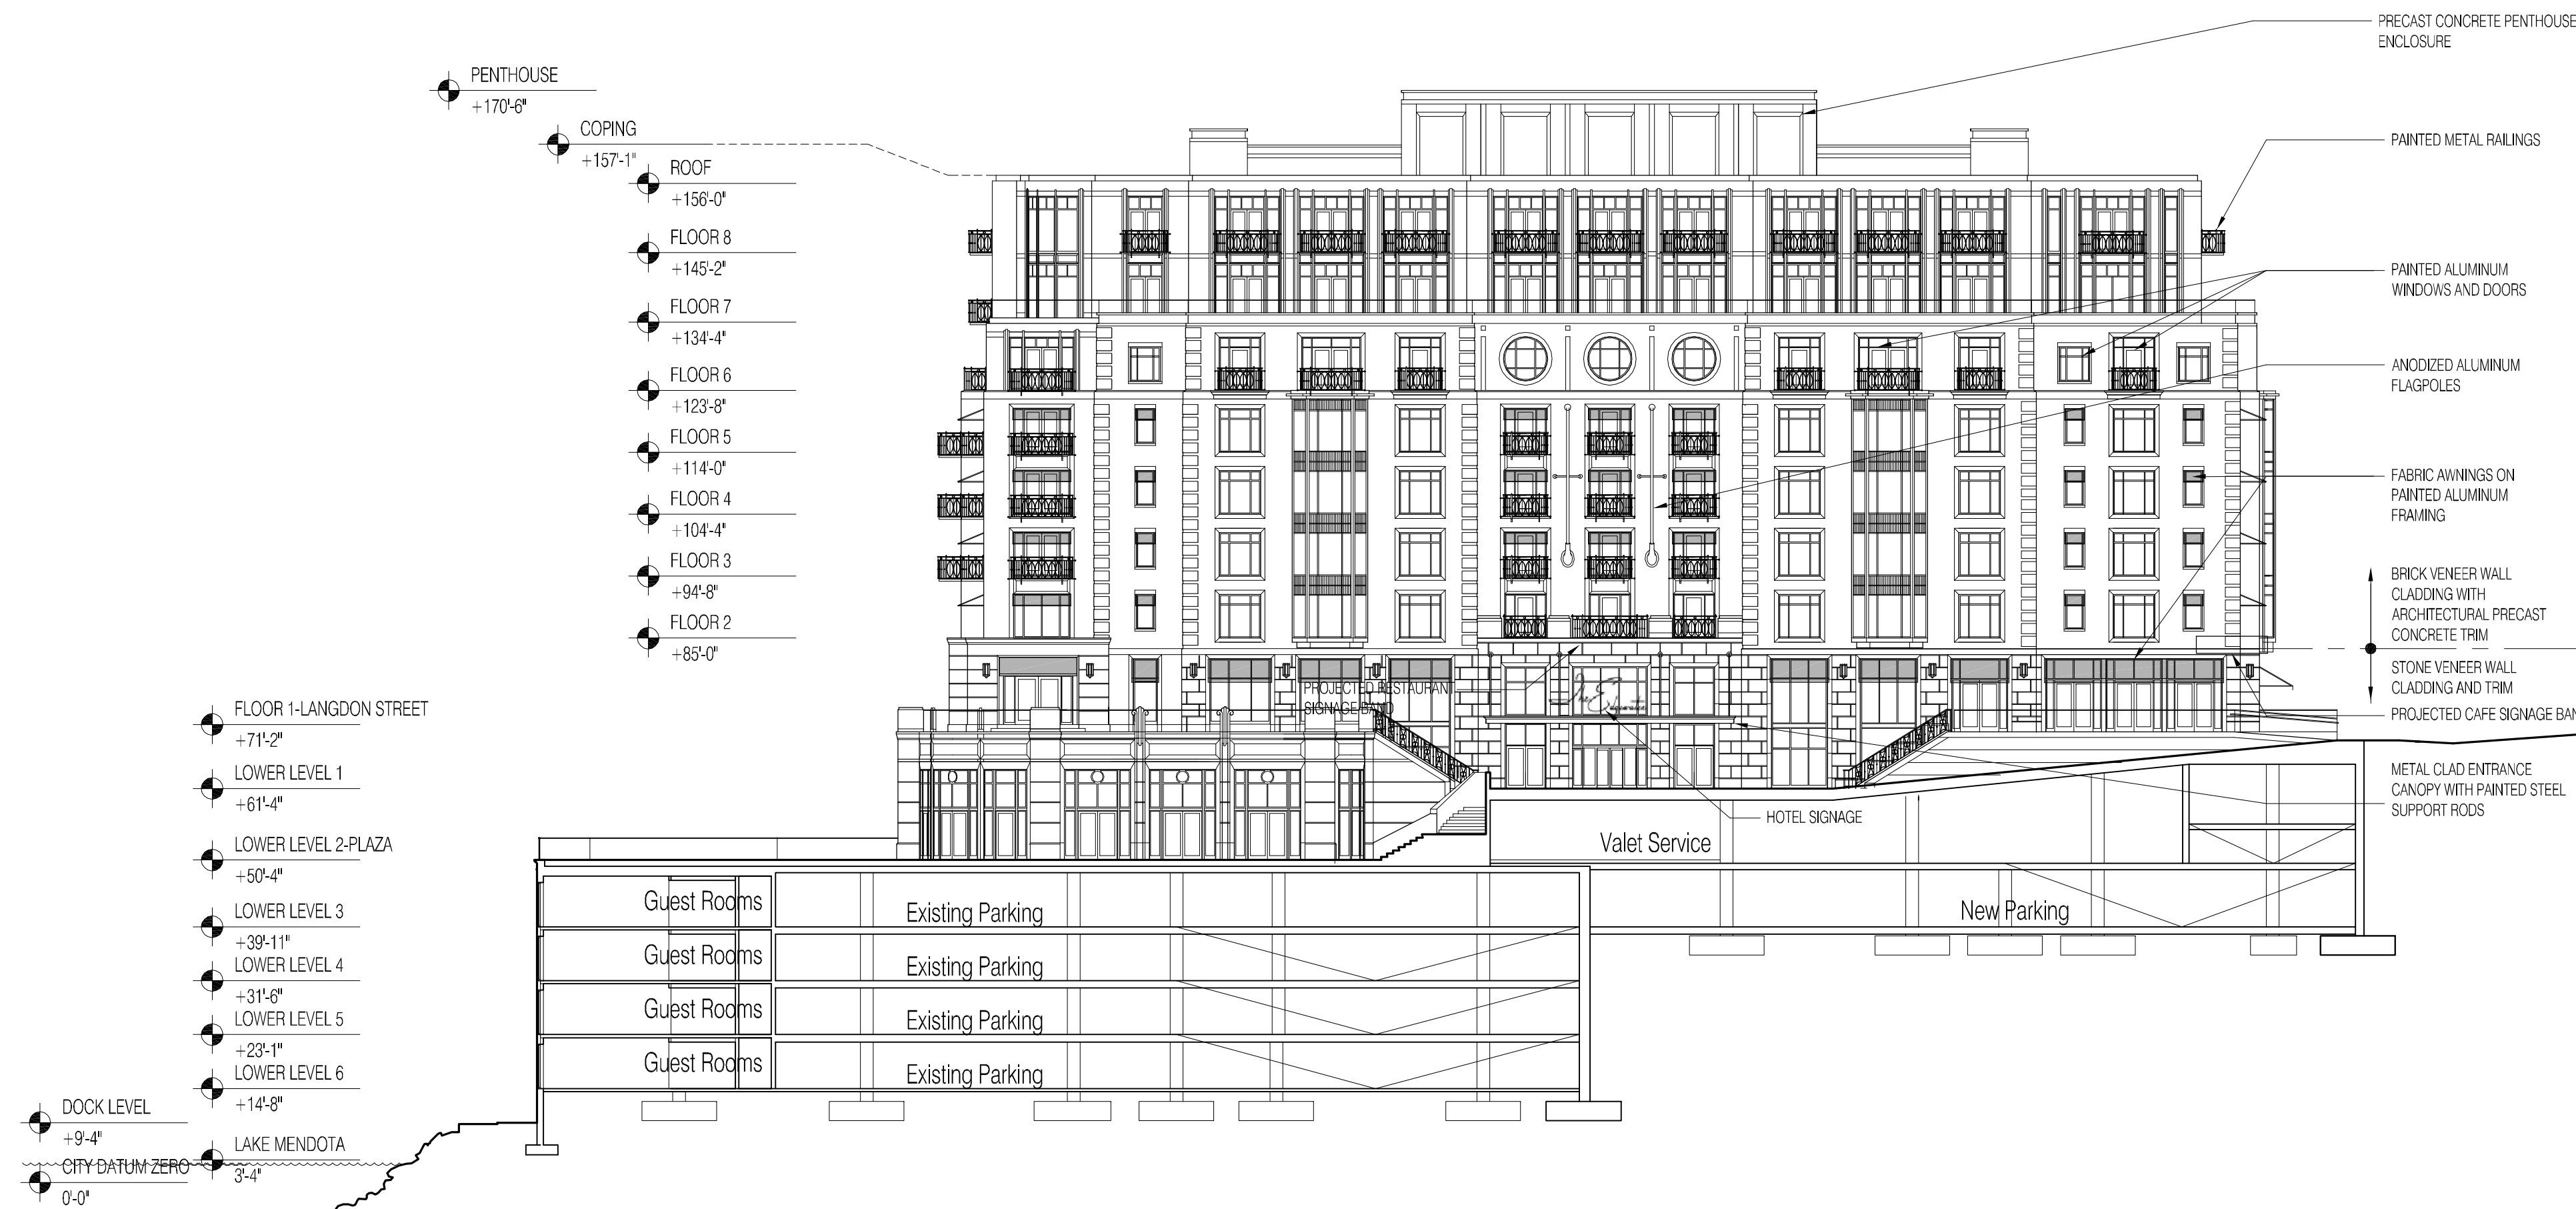 PRECAST CONCRETE PENTHOUSE
ENCLOSURE
PENTHOUSE
+170'-6"
COPING
+157'-1"
ROOF
+156'-0"
FLOOR 8
+145'-2"
FLOOR 7
+134'-4"
FLOOR 6
+123'-8"
FLOOR 5
+114'-0"
FLOOR 4
+104'-4"
FLOOR 3
+94'-8"
FLOOR 2
+85'-0"
FLOOR 1-LANGDON STREET
+71'-2"
LOWER LEVEL 1
+61'-4"
LOWER LEVEL 2-PLAZA
+50'-4"
LOWER LEVEL 3
+39'-11"
LOWER LEVEL 4
+31'-6"
LOWER LEVEL 5
+23'-1"
LOWER LEVEL 6
+14'-8"
DOCK LEVEL
+9'-4"
LAKE MENDOTA
3'-4"
CITY DATUM ZERO
0'-0"
PROJECTED RESTAURANT
SIGNAGE BAND
The Edgewater
HOTEL SIGNAGE
Valet Service
New Parking
Guest Rooms
Existing Parking
Guest Rooms
Existing Parking
Guest Rooms
Existing Parking
Guest Rooms
Existing Parking
PAINTED METAL RAILINGS
PAINTED ALUMINUM
WINDOWS AND DOORS
ANODIZED ALUMINUM
FLAGPOLES
FABRIC AWNINGS ON
PAINTED ALUMINUM
FRAMING
BRICK VENEER WALL
CLADDING WITH
ARCHITECTURAL PRECAST
CONCRETE TRIM
STONE VENEER WALL
CLADDING AND TRIM
PROJECTED CAFE SIGNAGE BAN
METAL CLAD ENTRANCE
CANOPY WITH PAINTED STEEL
SUPPORT RODS